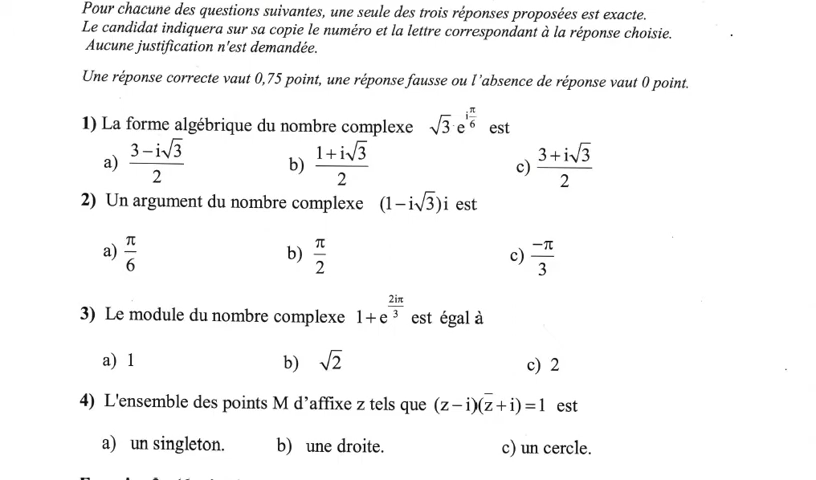 Pour chacune des questions suivantes, une seule des trois réponses proposées est exacte.
Le candidat indiquera sur sa copie le numéro et la lettre correspondant à la réponse choisie.
Aucune justification n'est demandée.
Une réponse correcte vaut 0,75 point, une réponse fausse ou l'absence de réponse vaut 0 point.
1) La forme algébrique du nombre complexe √3 e^(iπ/6) est
a) (3−i√3)/2 b) (1+i√3)/2 c) (3+i√3)/2
2) Un argument du nombre complexe (1−i√3)i est
a) π/6 b) π/2 c) −π/3
3) Le module du nombre complexe 1+e^(2iπ/3) est égal à
a) 1 b) √2 c) 2
4) L'ensemble des points M d'affixe z tels que (z−i)(z̅+i)=1 est
a) un singleton. b) une droite. c) un cercle.